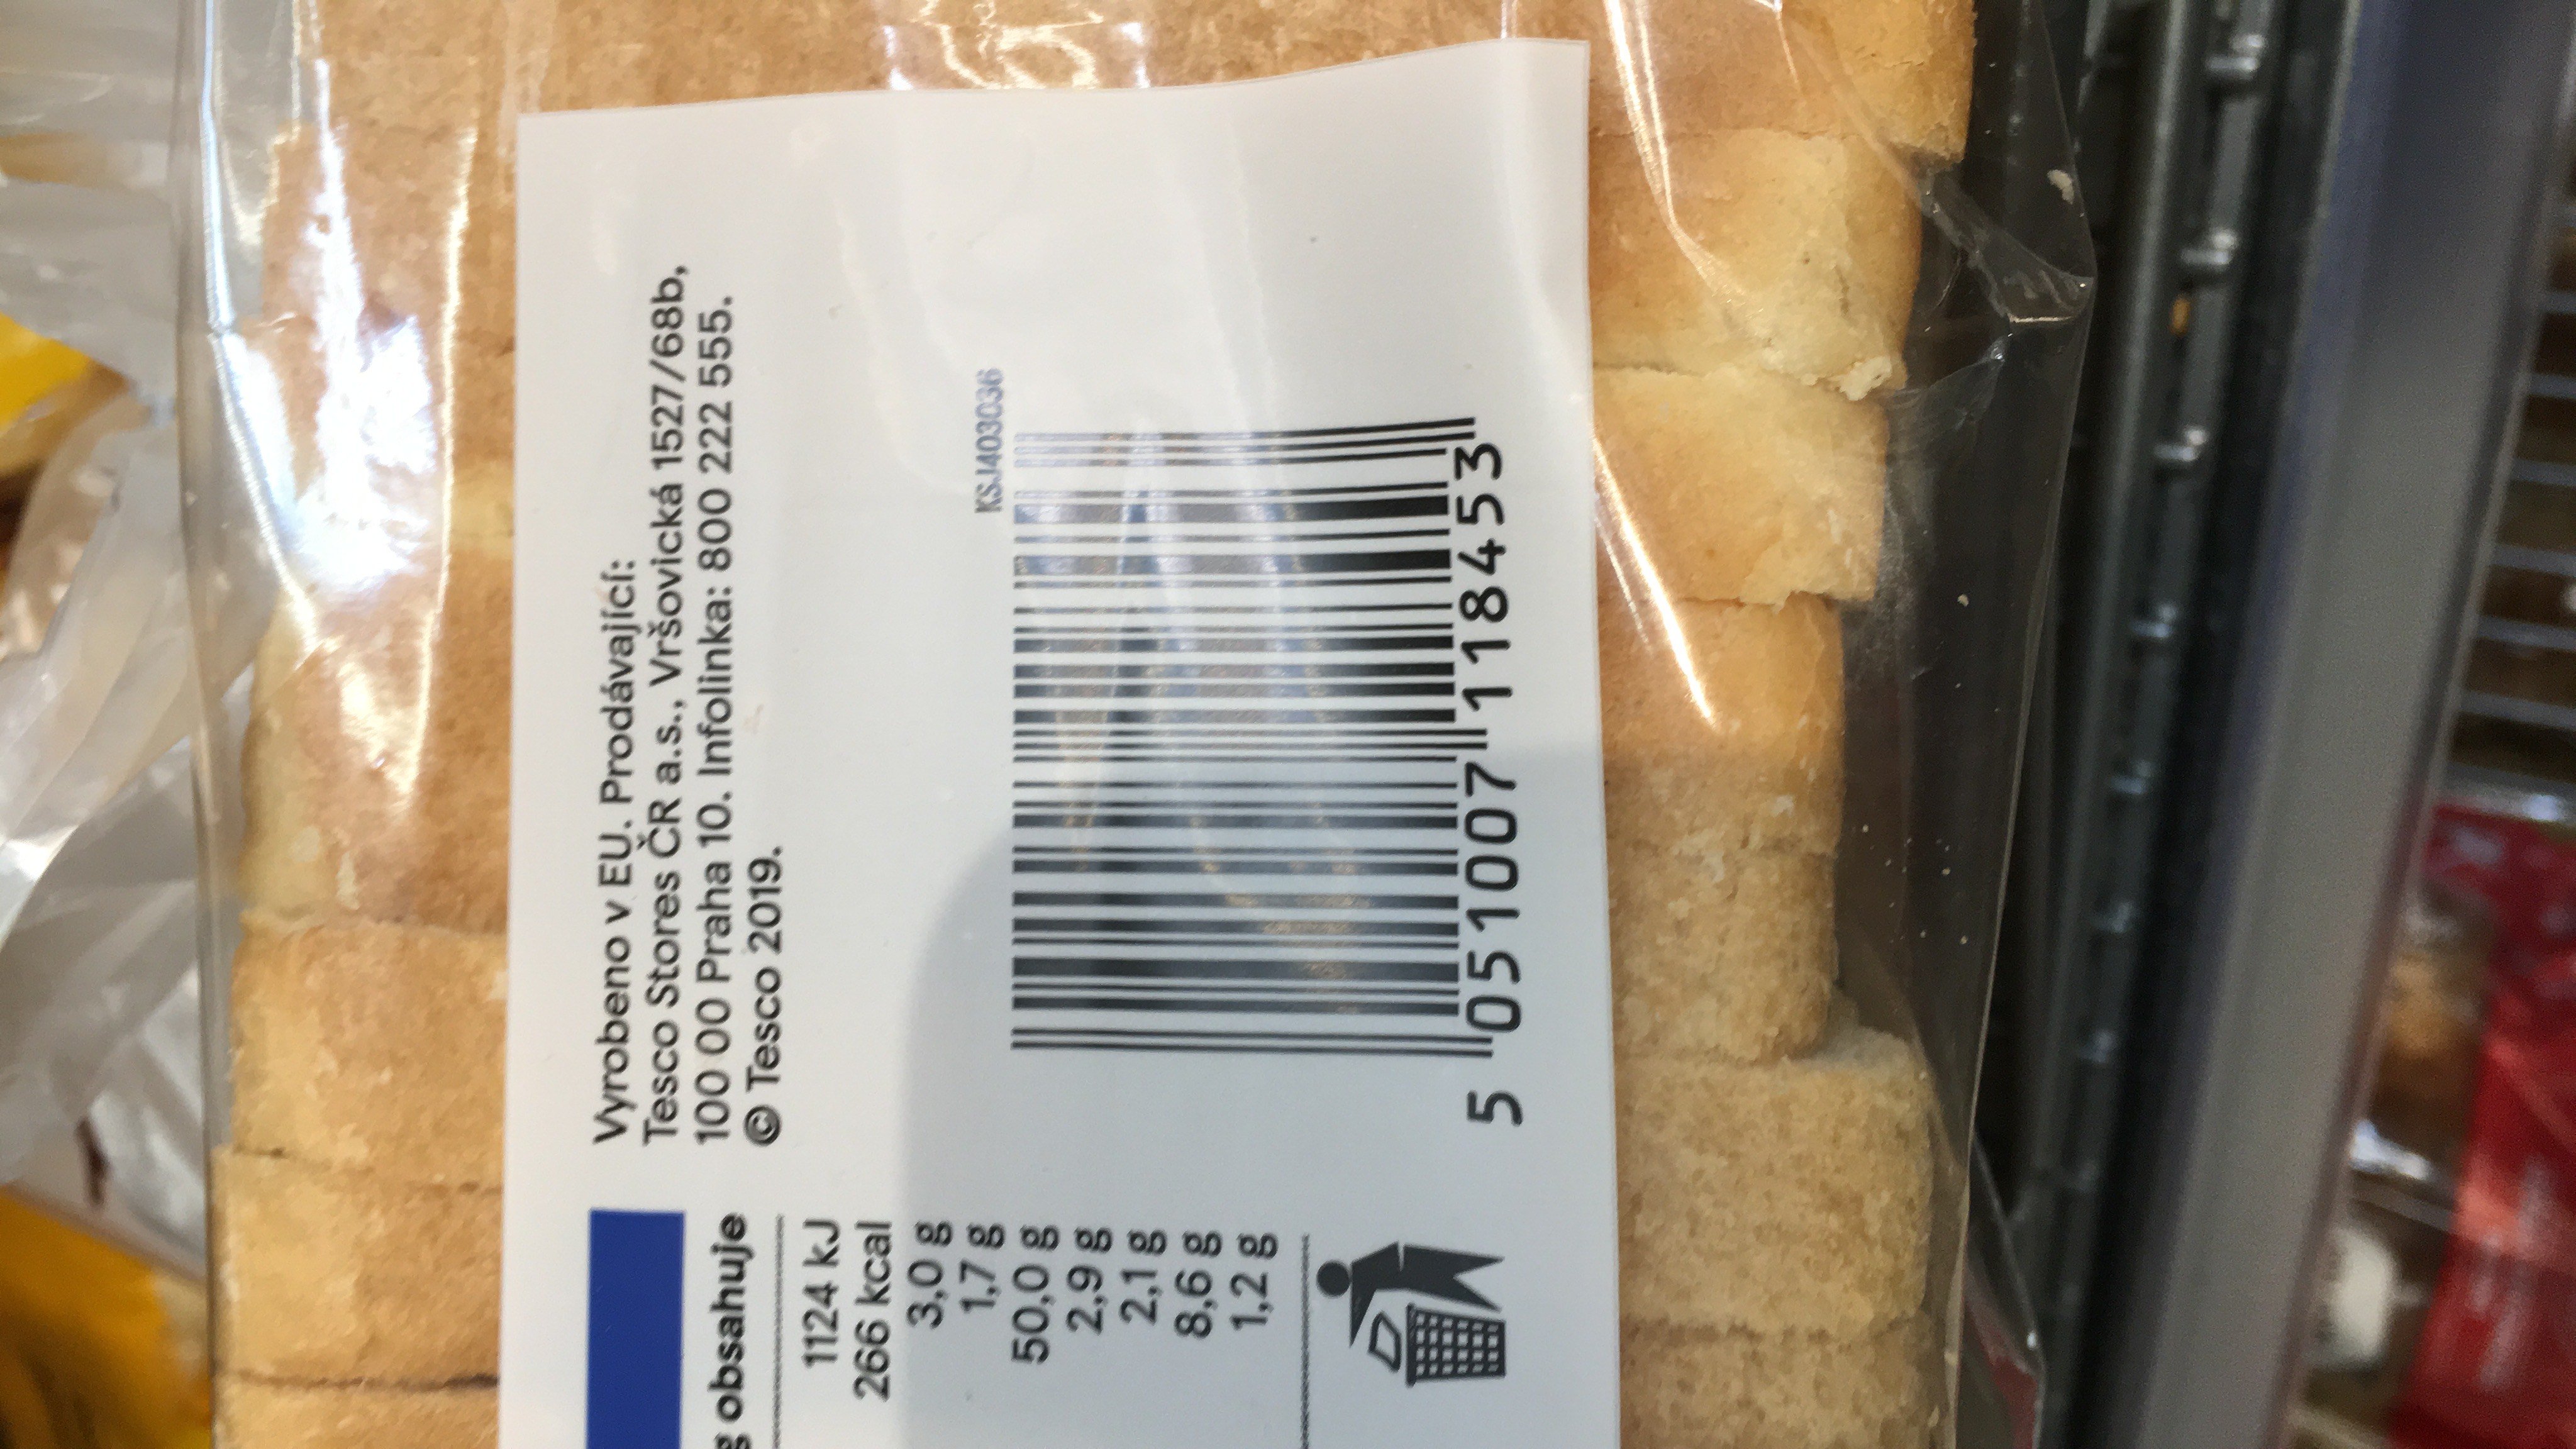 Vyrobeno v EU. Prodávající:
Tesco Stores ČR a.s., Vršovická 1527/68b,
100 00 Praha 10. Infolinka: 800 222 555.
© Tesco 2019.
KSJ403036
5 051007 118453
g obsahuje
1124 kJ
266 kcal
3,0 g
1,7 g
50,0 g
2,9 g
2,1 g
8,6 g
1,2 g